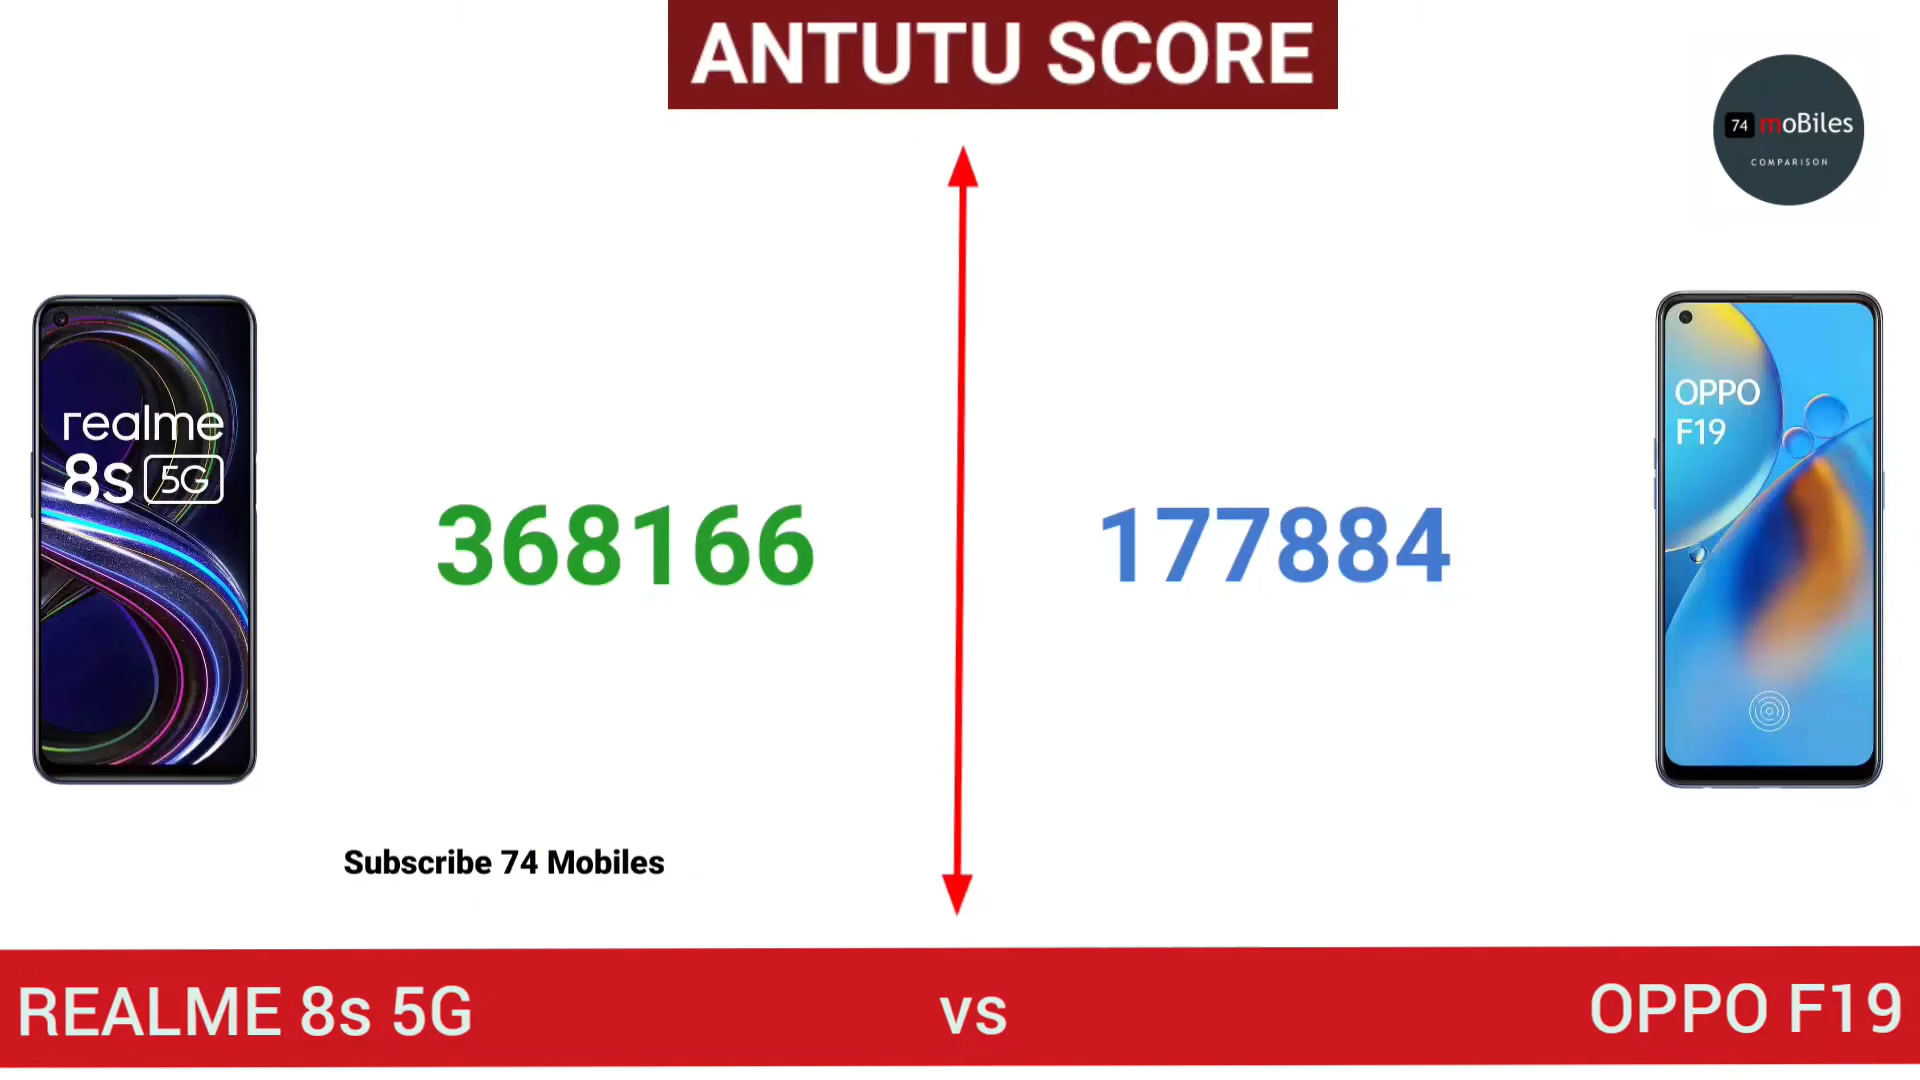 ANTUTU SCORE
74 moBiles
COMPARISON
realme
8s 5G
OPPO
F19
368166
177884
Subscribe 74 Mobiles
REALME 8s 5G vs OPPO F19